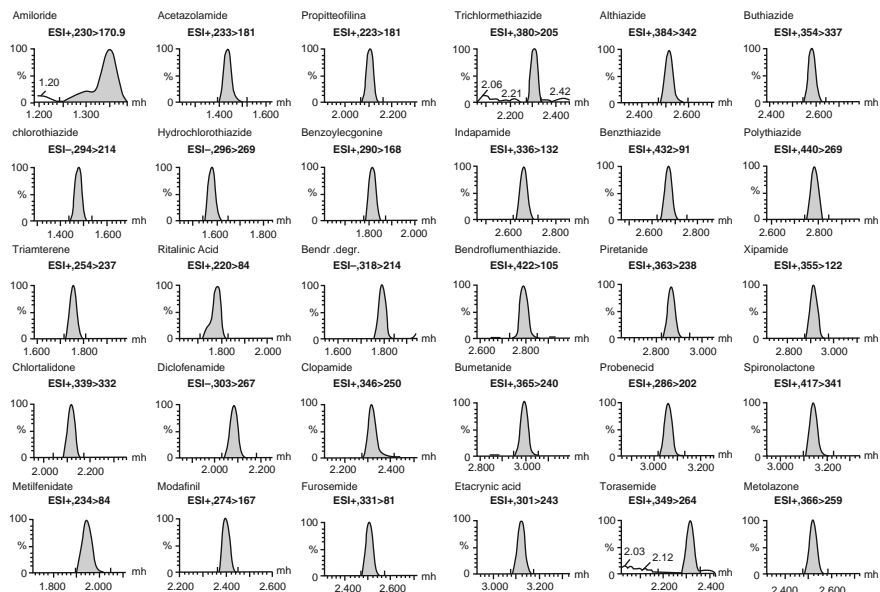 Amiloride
ESI+,230>170.9
100
%
0
1.20
1.200 1.300 mh
Acetazolamide
ESI+,233>181
100
%
0
1.400 1.600 mh
Propitteofilina
ESI+,223>181
100
%
0
2.000 2.200 mh
Trichlormethiazide
ESI+,380>205
100
%
0
2.06 2.21 2.42
2.200 2.400 mh
Althiazide
ESI+,384>342
100
%
0
2.400 2.600 mh
Buthiazide
ESI+,354>337
100
%
0
2.400 2.600 mh
chlorothiazide
ESI–,294>214
100
%
0
1.400 1.600 mh
Hydrochlorothiazide
ESI–,296>269
100
%
0
1.600 1.800 mh
Benzoylecgonine
ESI+,290>168
100
%
0
1.800 2.000 mh
Indapamide
ESI+,336>132
100
%
0
2.600 2.800 mh
Benzthiazide
ESI+,432>91
100
%
0
2.600 2.800 mh
Polythiazide
ESI+,440>269
100
%
0
2.600 2.800 mh
Triamterene
ESI+,254>237
100
%
0
1.600 1.800 mh
Ritalinic Acid
ESI+,220>84
100
%
0
1.800 2.000 mh
Bendr .degr.
ESI–,318>214
100
%
0
1.600 1.800 mh
Bendroflumenthiazide.
ESI+,422>105
100
%
0
2.600 2.800 mh
Piretanide
ESI+,363>238
100
%
0
2.800 3.000 mh
Xipamide
ESI+,355>122
100
%
0
2.800 3.000 mh
Chlortalidone
ESI+,339>332
100
%
0
2.000 2.200 mh
Diclofenamide
ESI–,303>267
100
%
0
2.000 2.200 mh
Clopamide
ESI+,346>250
100
%
0
2.200 2.400 mh
Bumetanide
ESI+,365>240
100
%
0
2.800 3.000 mh
Probenecid
ESI+,286>202
100
%
0
3.000 3.200 mh
Spironolactone
ESI+,417>341
100
%
0
3.000 3.200 mh
Metilfenidate
ESI+,234>84
100
%
0
1.800 2.000 mh
Modafinil
ESI+,274>167
100
%
0
2.200 2.400 2.600 mh
Furosemide
ESI+,331>81
100
%
0
2.400 2.600 mh
Etacrynic acid
ESI+,301>243
100
%
0
3.000 3.200 mh
Torasemide
ESI+,349>264
100
%
0
2.03 2.12
2.200 2.400 mh
Metolazone
ESI+,366>259
100
%
0
2.400 2.600 mh